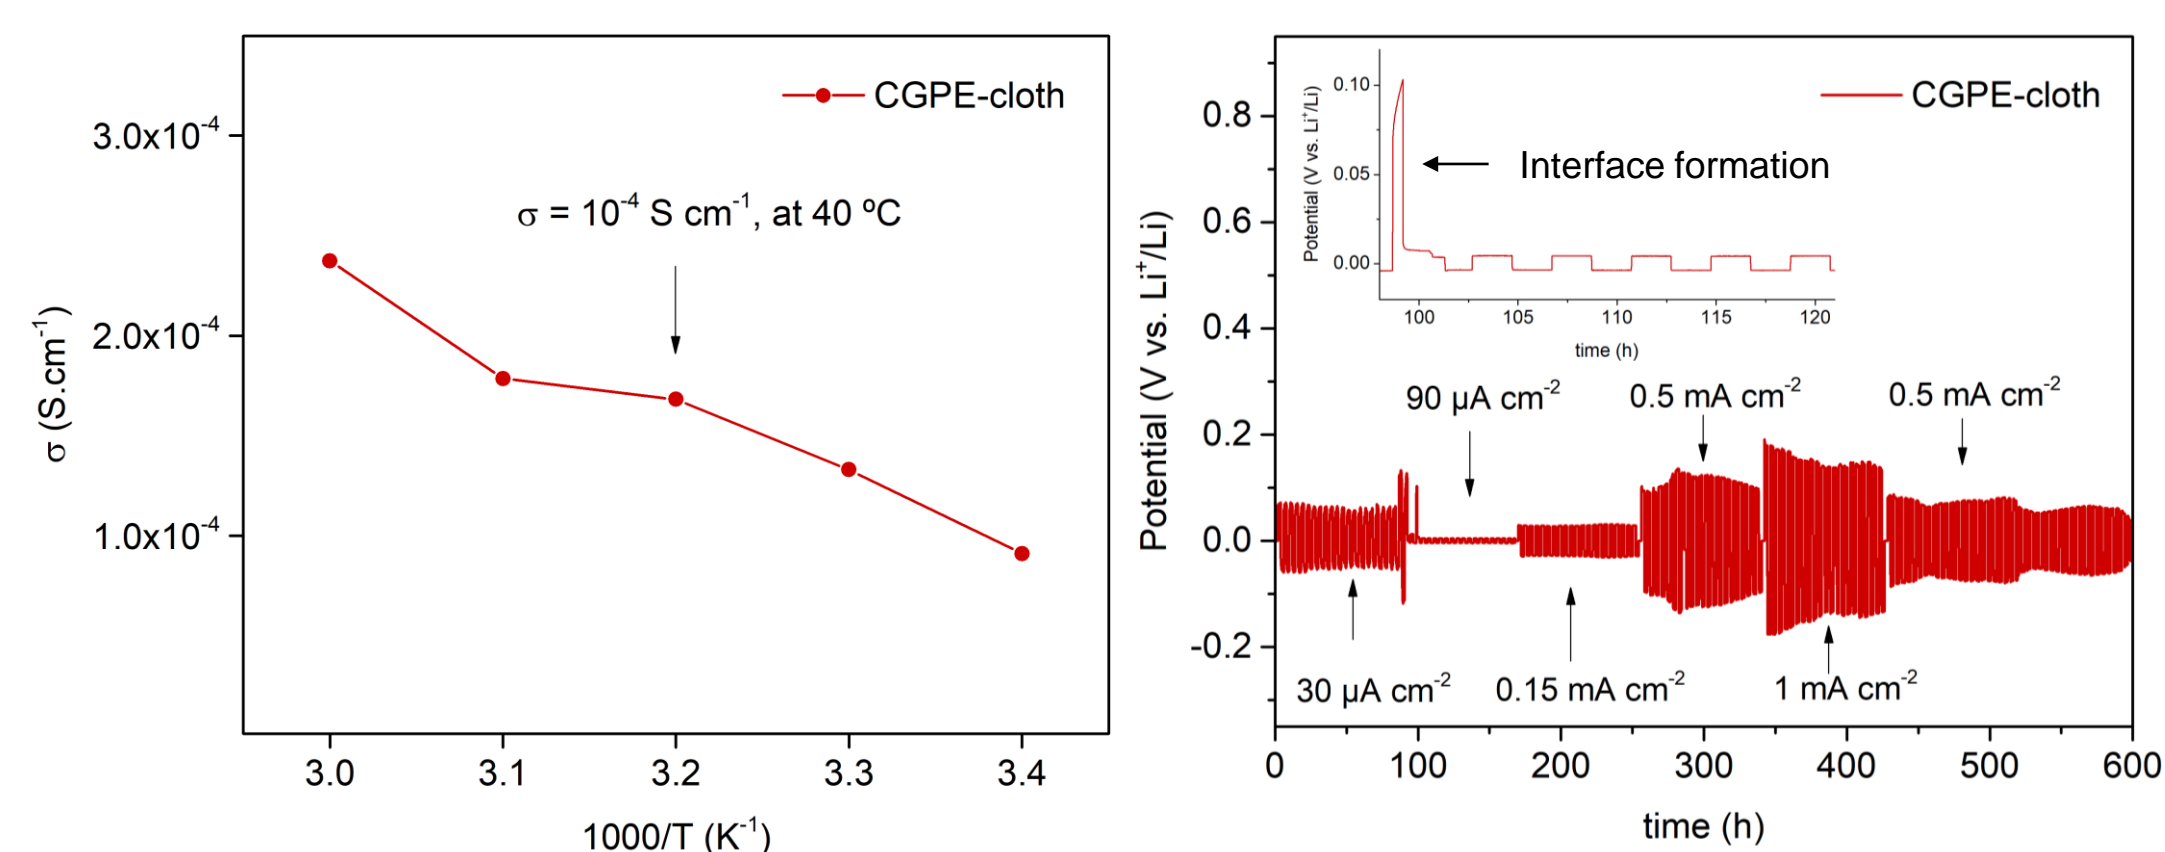 CGPE-cloth
3.0x10⁻⁴
2.0x10⁻⁴
1.0x10⁻⁴
σ = 10⁻⁴ S cm⁻¹, at 40 ºC
σ (S.cm⁻¹)
3.0 3.1 3.2 3.3 3.4
1000/T (K⁻¹)
CGPE-cloth
0.8
0.6
0.4
0.2
0.0
-0.2
Potential (V vs. Li⁺/Li)
0.10
0.05
0.00
Potential (V vs. Li⁺/Li)
Interface formation
100 105 110 115 120
time (h)
90 µA cm⁻²
0.5 mA cm⁻²
0.5 mA cm⁻²
30 µA cm⁻²
0.15 mA cm⁻²
1 mA cm⁻²
0 100 200 300 400 500 600
time (h)